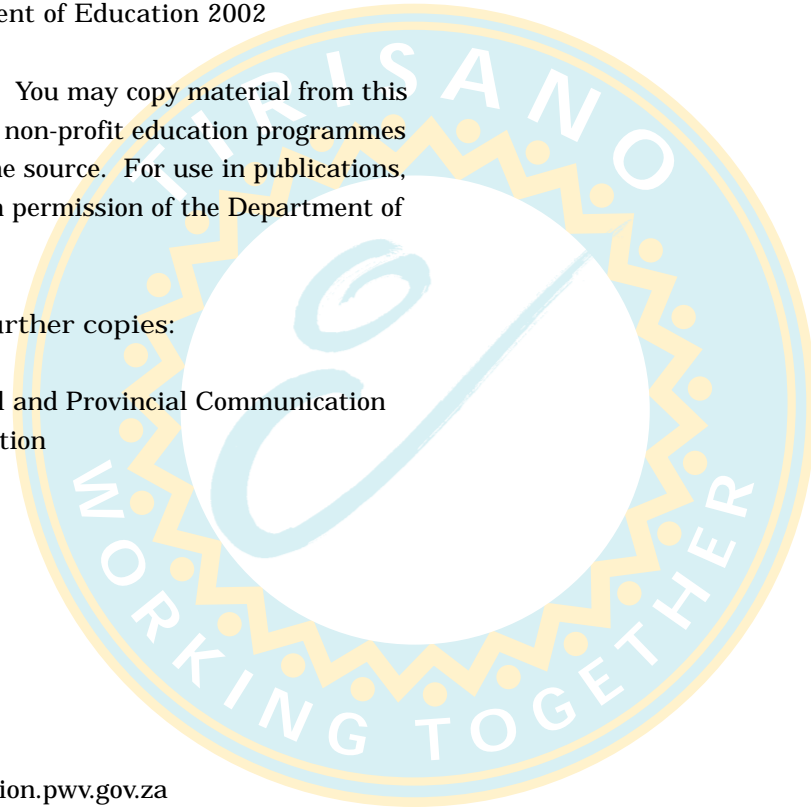 ent of Education 2002
You may copy material from this
non-profit education programmes
e source. For use in publications,
permission of the Department of
urther copies:
and Provincial Communication
tion
ion.pwv.gov.za
TIRISANO
WORKING TOGETHER